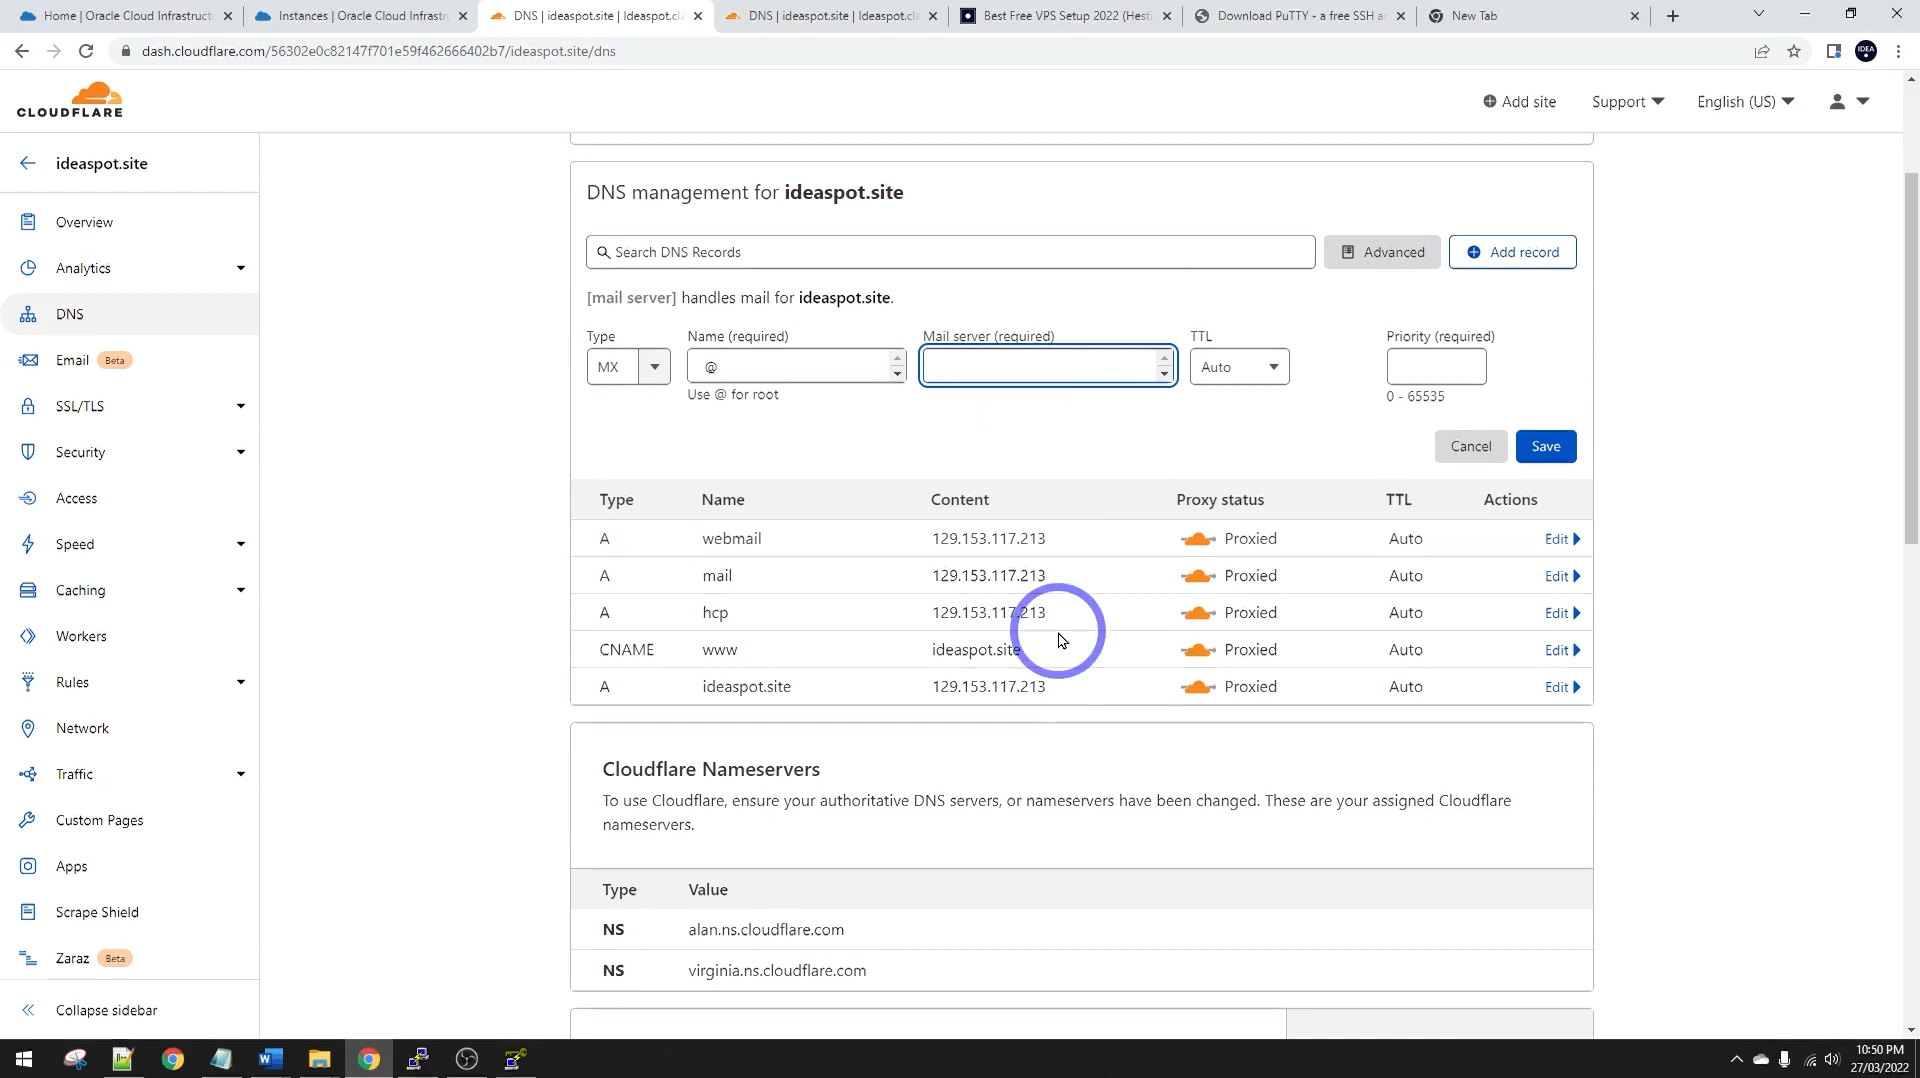 Home | Oracle Cloud Infrastruct
Instances | Oracle Cloud Infrastr
DNS | ideaspot.site | Ideaspot.cl
DNS | ideaspot.site | Ideaspot.cl
Best Free VPS Setup 2022 (Hesti
Download PuTTY - a free SSH a
New Tab
dash.cloudflare.com/56302e0c82147f701e59f462666402b7/ideaspot.site/dns
IDEA
CLOUDFLARE
Add site
Support
English (US)
ideaspot.site
Overview
Analytics
DNS
Email Beta
SSL/TLS
Security
Access
Speed
Caching
Workers
Rules
Network
Traffic
Custom Pages
Apps
Scrape Shield
Zaraz Beta
Collapse sidebar
DNS management for ideaspot.site
Search DNS Records
Advanced
Add record
[mail server] handles mail for ideaspot.site.
Type Name (required) Mail server (required) TTL Priority (required)
MX @ Auto
Use @ for root 0 - 65535
Cancel Save
Type Name Content Proxy status TTL Actions
A webmail 129.153.117.213 Proxied Auto Edit
A mail 129.153.117.213 Proxied Auto Edit
A hcp 129.153.117.213 Proxied Auto Edit
CNAME www ideaspot.site Proxied Auto Edit
A ideaspot.site 129.153.117.213 Proxied Auto Edit
Cloudflare Nameservers
To use Cloudflare, ensure your authoritative DNS servers, or nameservers have been changed. These are your assigned Cloudflare
nameservers.
Type Value
NS alan.ns.cloudflare.com
NS virginia.ns.cloudflare.com
10:50 PM
27/03/2022